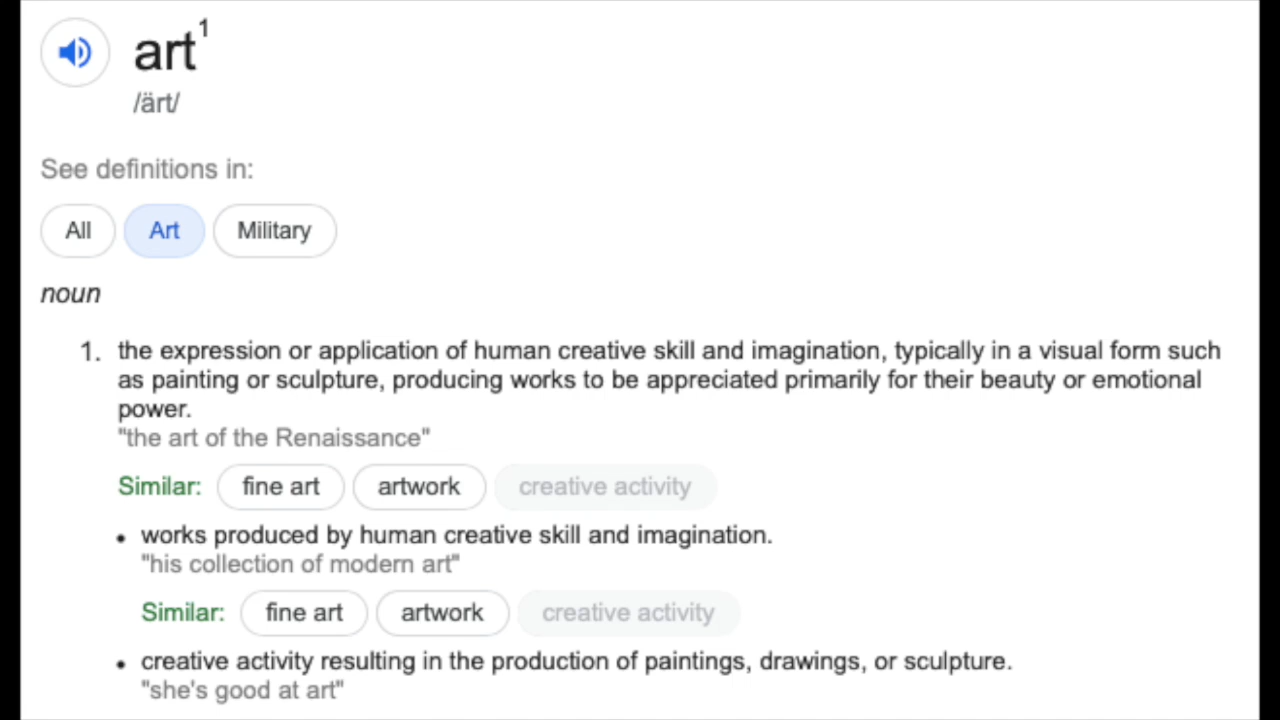 art¹
/ärt/
See definitions in:
All Art Military
noun
1. the expression or application of human creative skill and imagination, typically in a visual form such
as painting or sculpture, producing works to be appreciated primarily for their beauty or emotional
power.
"the art of the Renaissance"
Similar: fine art artwork creative activity
• works produced by human creative skill and imagination.
"his collection of modern art"
Similar: fine art artwork creative activity
• creative activity resulting in the production of paintings, drawings, or sculpture.
"she's good at art"